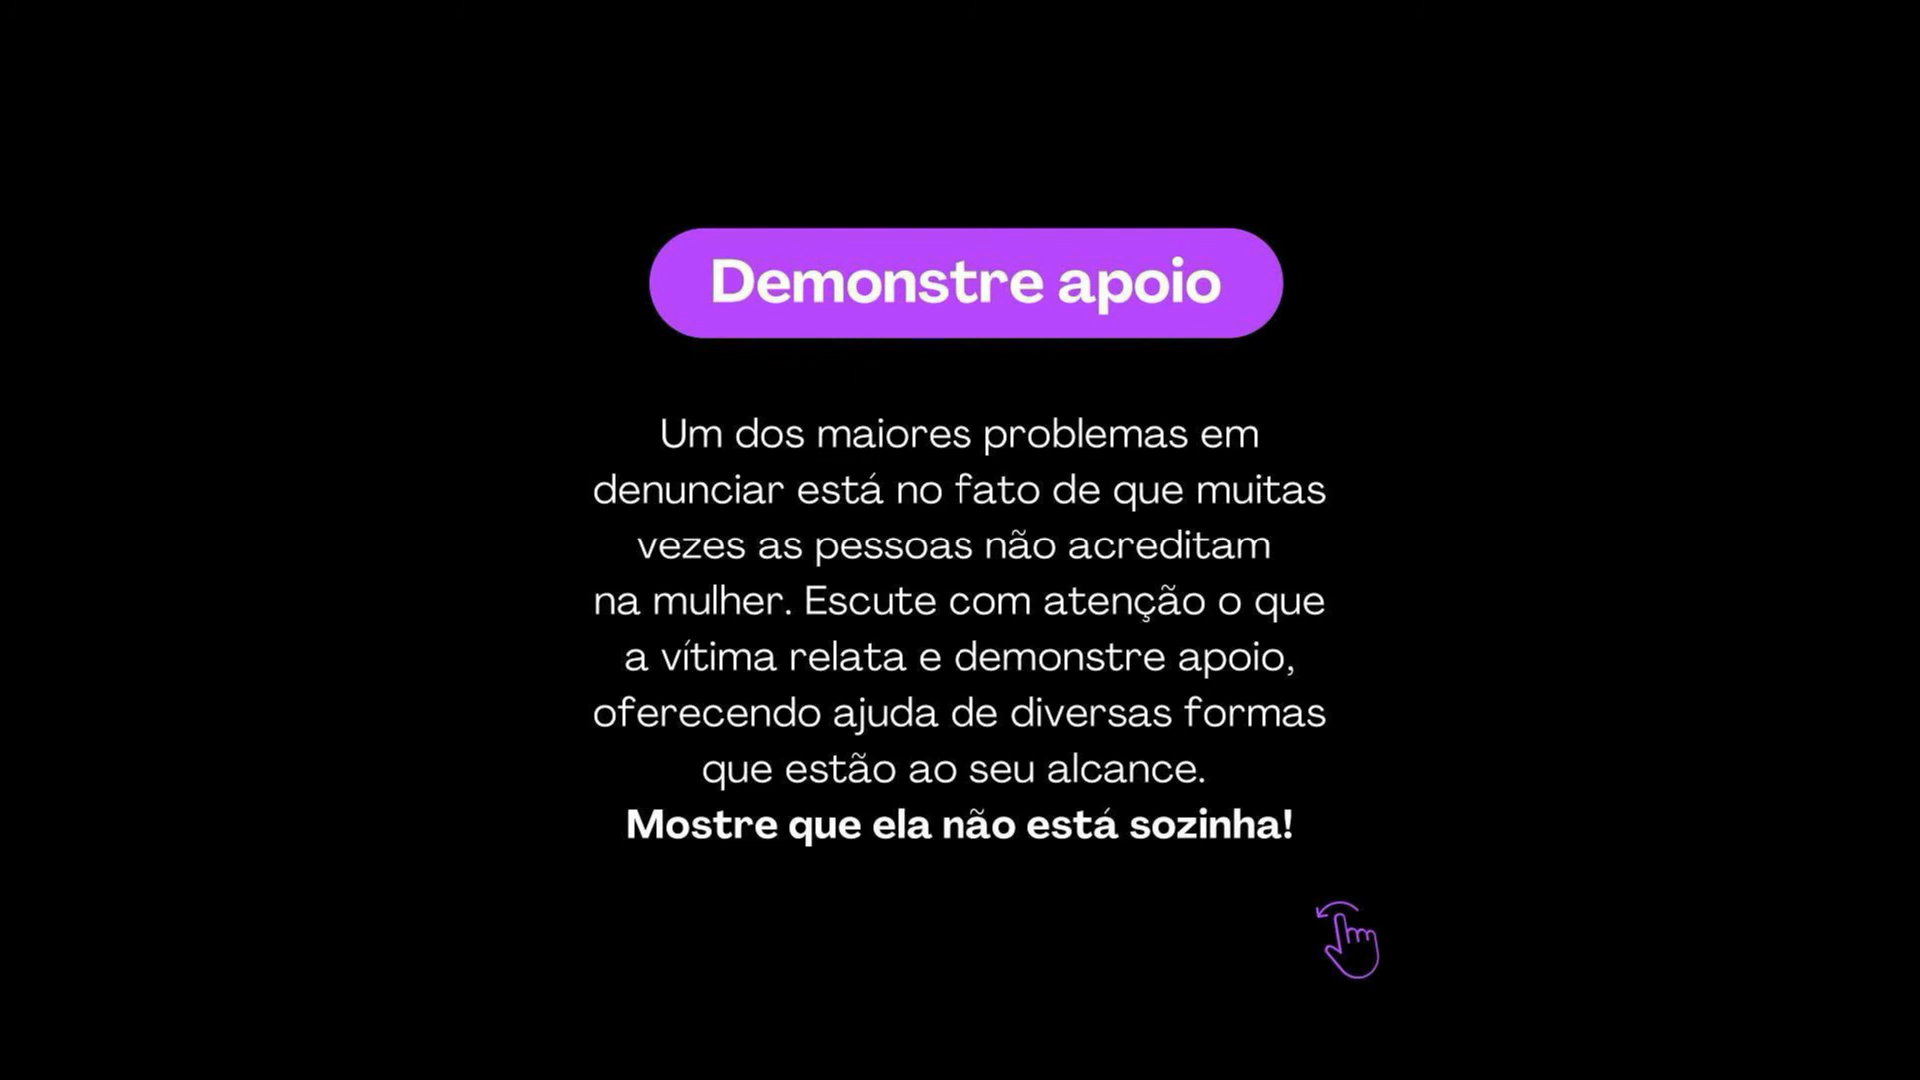 Demonstre apoio
Um dos maiores problemas em
denunciar está no fato de que muitas
vezes as pessoas não acreditam
na mulher. Escute com atenção o que
a vítima relata e demonstre apoio,
oferecendo ajuda de diversas formas
que estão ao seu alcance.
Mostre que ela não está sozinha!